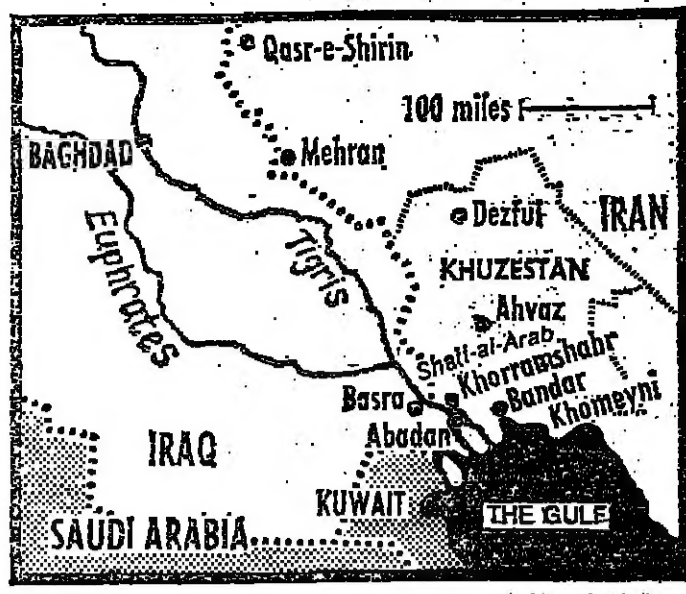 Qasr-e-Shirin
100 miles
BAGHDAD
Mehran
Euphrates
Tigris
Dezful
IRAN
KHUZESTAN
Ahvaz
Shatt-al-Arab
Khorramshahr
Basra
Bandar
Khomeyni
Abadan
IRAQ
KUWAIT
THE GULF
SAUDI ARABIA